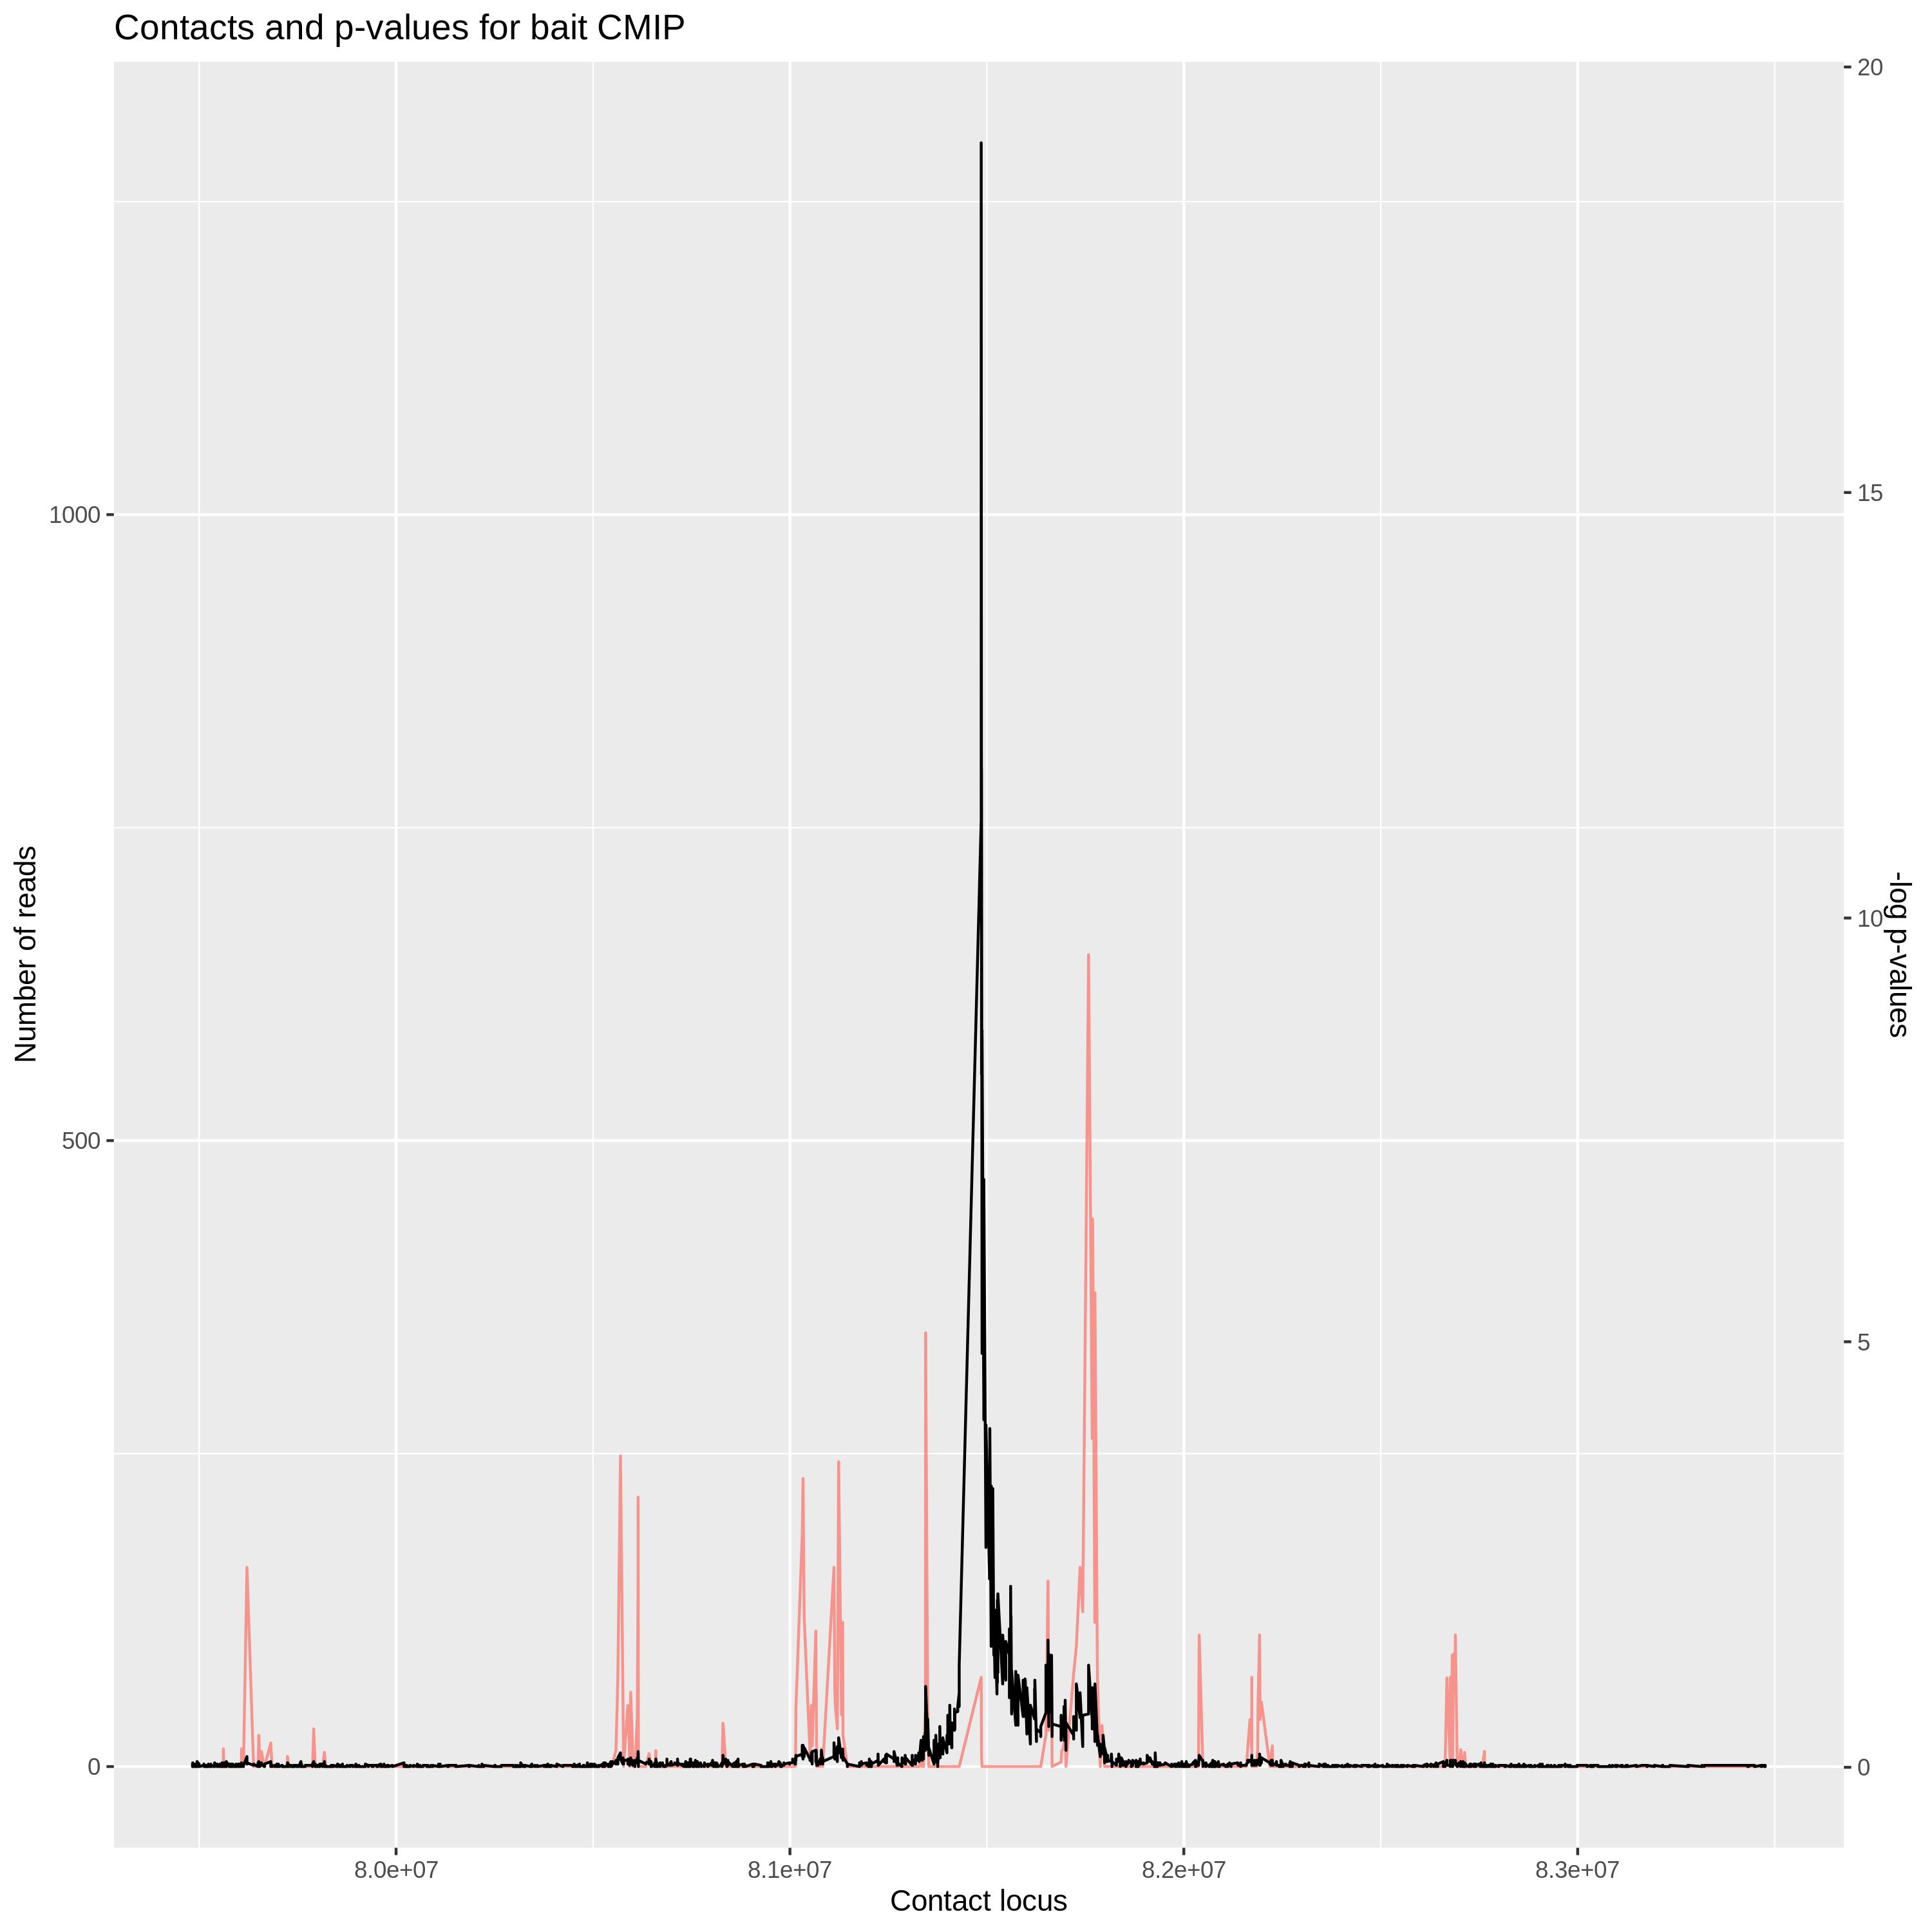 Contacts and p-values for bait CMIP
20
15
1000
10
-log p-values
Number of reads
500
5
0
0
8.0e+07
8.1e+07
8.2e+07
8.3e+07
Contact locus